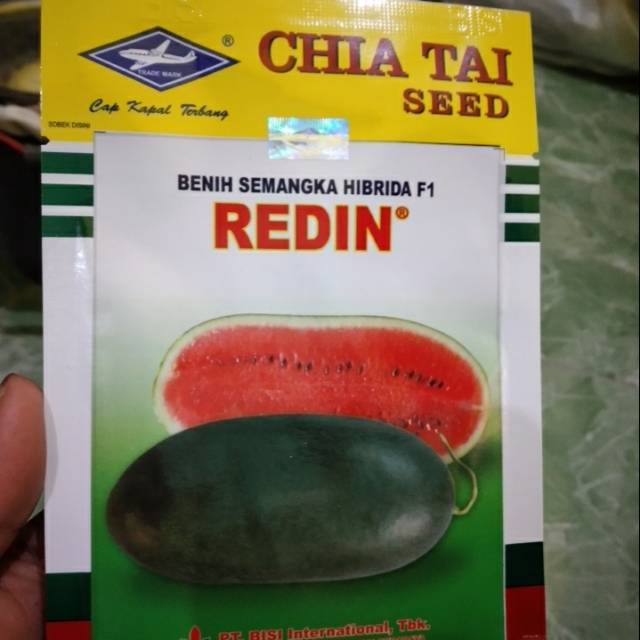 CHIA TAI
SEED
®
TRADE MARK
Cap Kapal Terbang
SOBEK DISINI
BENIH SEMANGKA HIBRIDA F1
REDIN®
PT. BISI International, Tbk.